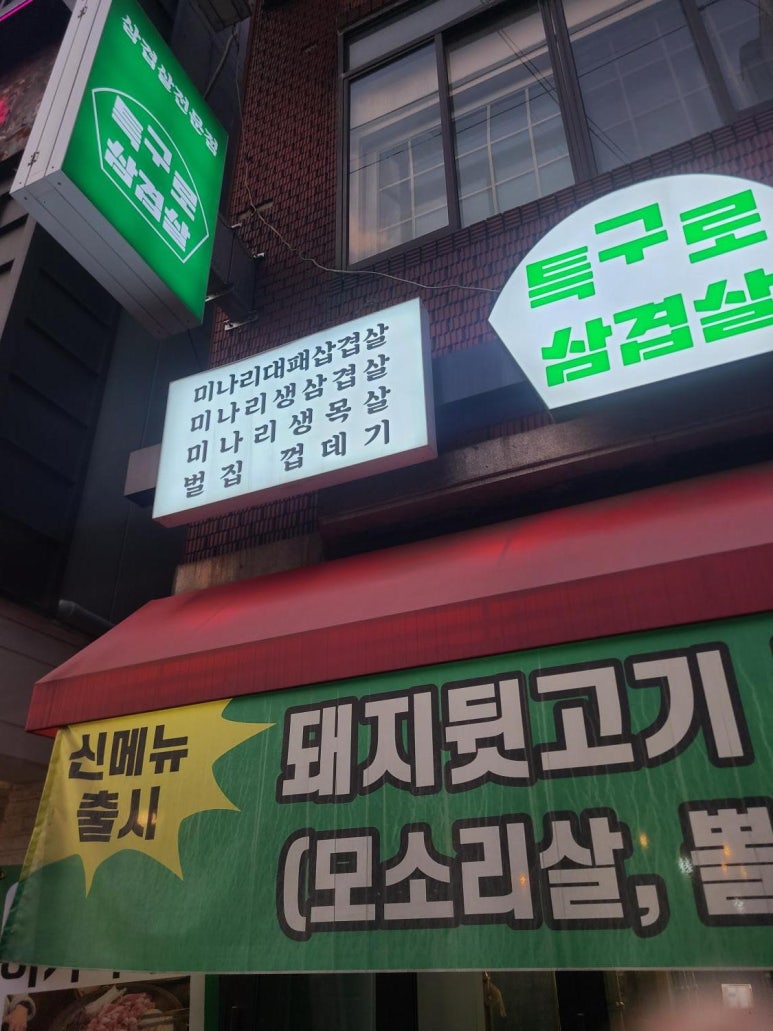 삼겹살전문점
특구로
삼겹살
특구로
삼겹살
미나리대패삼겹살
미나리생삼겹살
미나리생목살
벌집 껍데기
신메뉴
출시
돼지뒷고기
(모소리살, 뽈